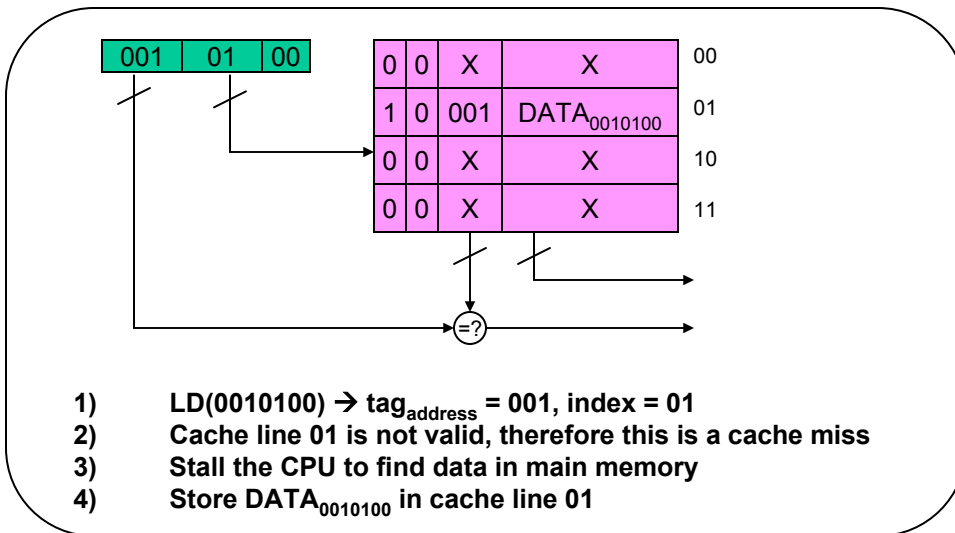 001 01 00
0 0 X X 00
1 0 001 DATA0010100 01
0 0 X X 10
0 0 X X 11
=?
1) LD(0010100) → tagaddress = 001, index = 01
2) Cache line 01 is not valid, therefore this is a cache miss
3) Stall the CPU to find data in main memory
4) Store DATA0010100 in cache line 01